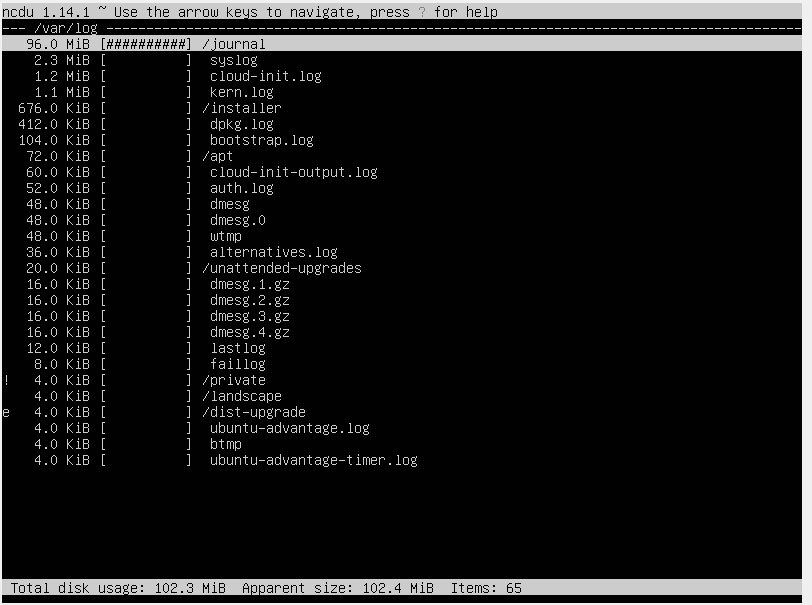 ncdu 1.14.1 ~ Use the arrow keys to navigate, press ? for help
--- /var/log ---------------------------------------------------------------------------------------
   96.0 MiB [##########] /journal
    2.3 MiB [          ]  syslog
    1.2 MiB [          ]  cloud-init.log
    1.1 MiB [          ]  kern.log
  676.0 KiB [          ] /installer
  412.0 KiB [          ]  dpkg.log
  104.0 KiB [          ]  bootstrap.log
   72.0 KiB [          ] /apt
   60.0 KiB [          ]  cloud-init-output.log
   52.0 KiB [          ]  auth.log
   48.0 KiB [          ]  dmesg
   48.0 KiB [          ]  dmesg.0
   48.0 KiB [          ]  wtmp
   36.0 KiB [          ]  alternatives.log
   20.0 KiB [          ] /unattended-upgrades
   16.0 KiB [          ]  dmesg.1.gz
   16.0 KiB [          ]  dmesg.2.gz
   16.0 KiB [          ]  dmesg.3.gz
   16.0 KiB [          ]  dmesg.4.gz
   12.0 KiB [          ]  lastlog
    8.0 KiB [          ]  faillog
!   4.0 KiB [          ] /private
    4.0 KiB [          ] /landscape
e   4.0 KiB [          ] /dist-upgrade
    4.0 KiB [          ]  ubuntu-advantage.log
    4.0 KiB [          ]  btmp
    4.0 KiB [          ]  ubuntu-advantage-timer.log
 Total disk usage: 102.3 MiB  Apparent size: 102.4 MiB  Items: 65